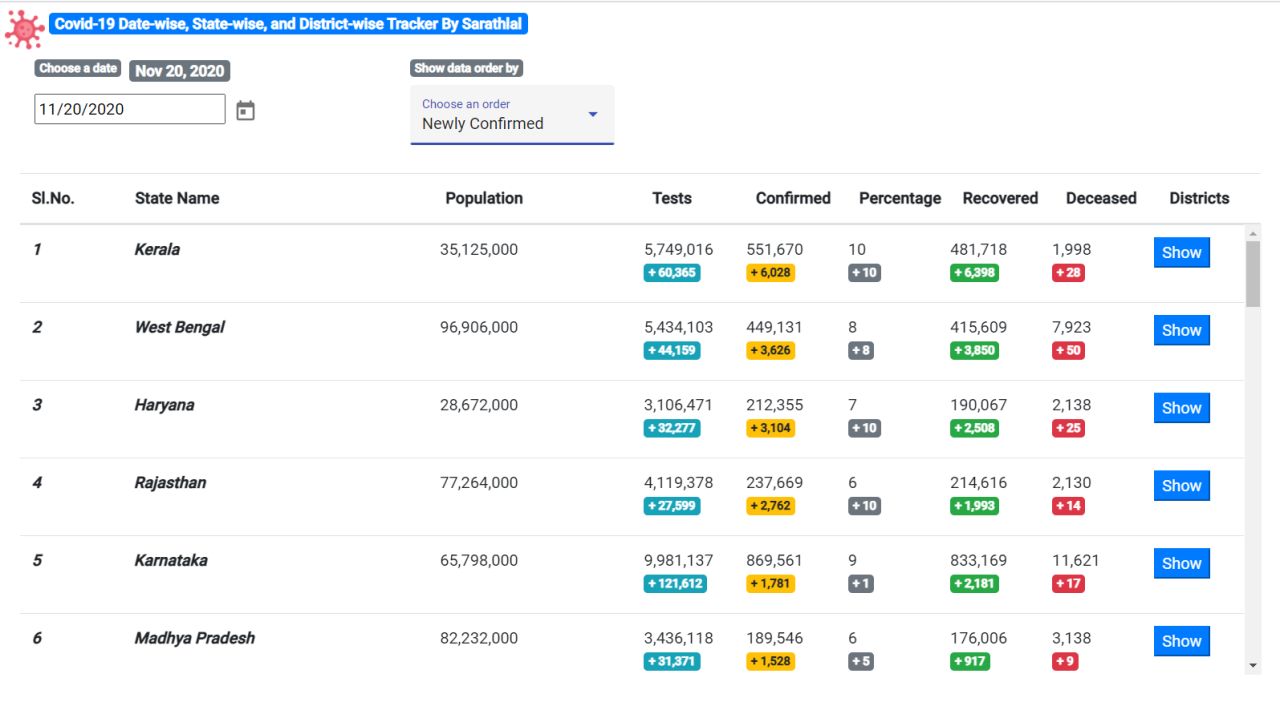 Covid-19 Date-wise, State-wise, and District-wise Tracker By Sarathlal
Choose a date Nov 20, 2020 Show data order by
11/20/2020 Choose an order
Newly Confirmed
Sl.No. State Name Population Tests Confirmed Percentage Recovered Deceased Districts
1 Kerala 35,125,000 5,749,016 551,670 10 481,718 1,998 Show
+ 60,365 + 6,028 + 10 + 6,398 + 28
2 West Bengal 96,906,000 5,434,103 449,131 8 415,609 7,923 Show
+ 44,159 + 3,626 + 8 + 3,850 + 50
3 Haryana 28,672,000 3,106,471 212,355 7 190,067 2,138 Show
+ 32,277 + 3,104 + 10 + 2,508 + 25
4 Rajasthan 77,264,000 4,119,378 237,669 6 214,616 2,130 Show
+ 27,599 + 2,762 + 10 + 1,993 + 14
5 Karnataka 65,798,000 9,981,137 869,561 9 833,169 11,621 Show
+ 121,612 + 1,781 + 1 + 2,181 + 17
6 Madhya Pradesh 82,232,000 3,436,118 189,546 6 176,006 3,138 Show
+ 31,371 + 1,528 + 5 + 917 + 9